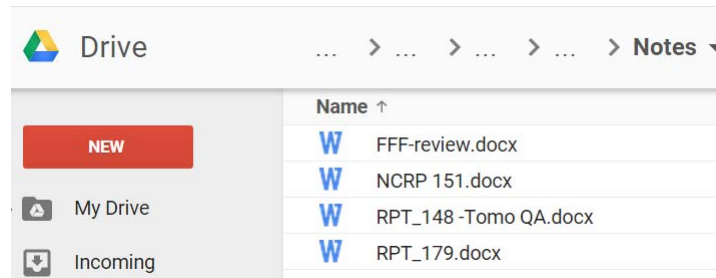 Drive
... > ... > ... > ... > Notes
Name ↑
NEW
FFF-review.docx
NCRP 151.docx
My Drive
RPT_148 -Tomo QA.docx
Incoming
RPT_179.docx